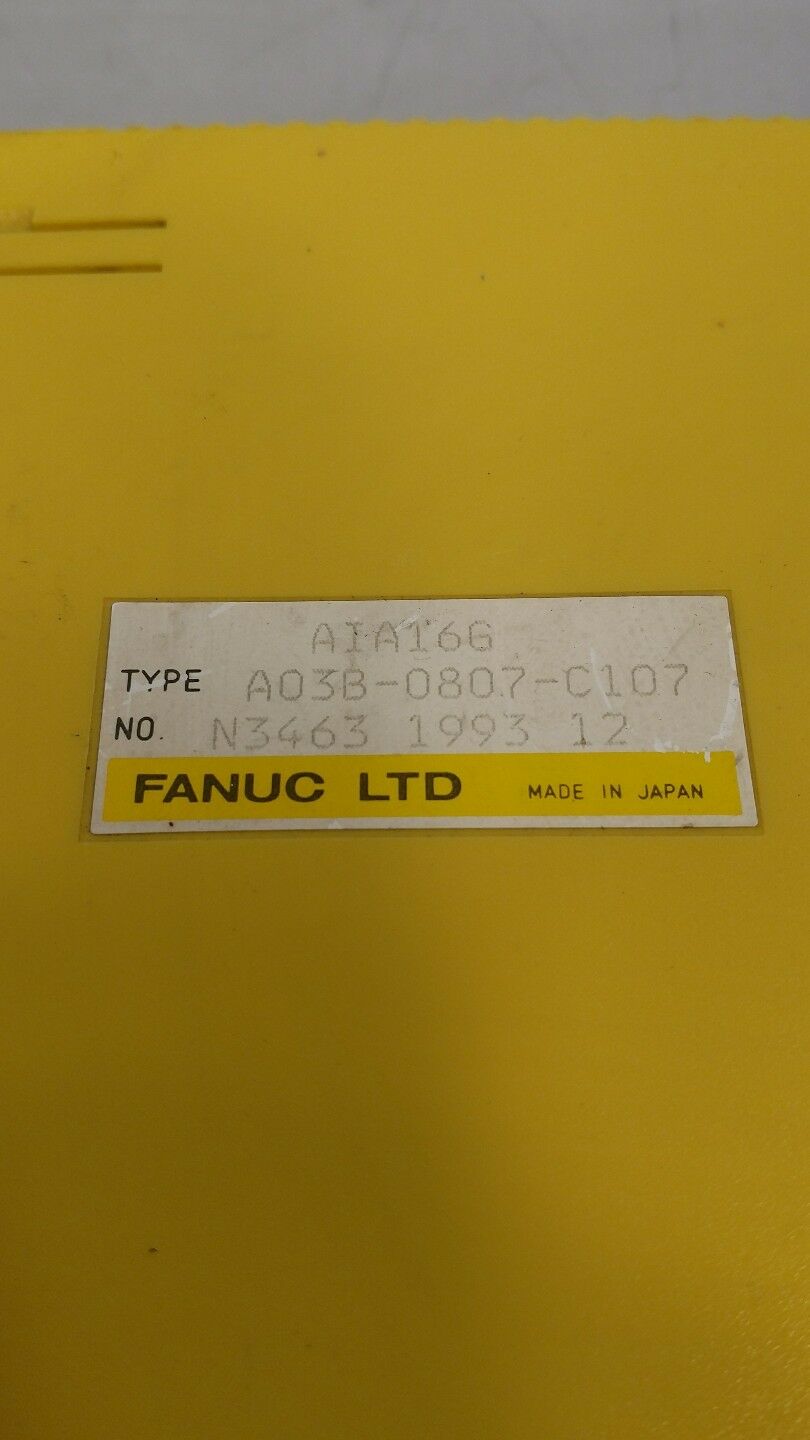 AIA16G
TYPE A03B-0807-C107
NO. N3463 1993 12
FANUC LTD MADE IN JAPAN